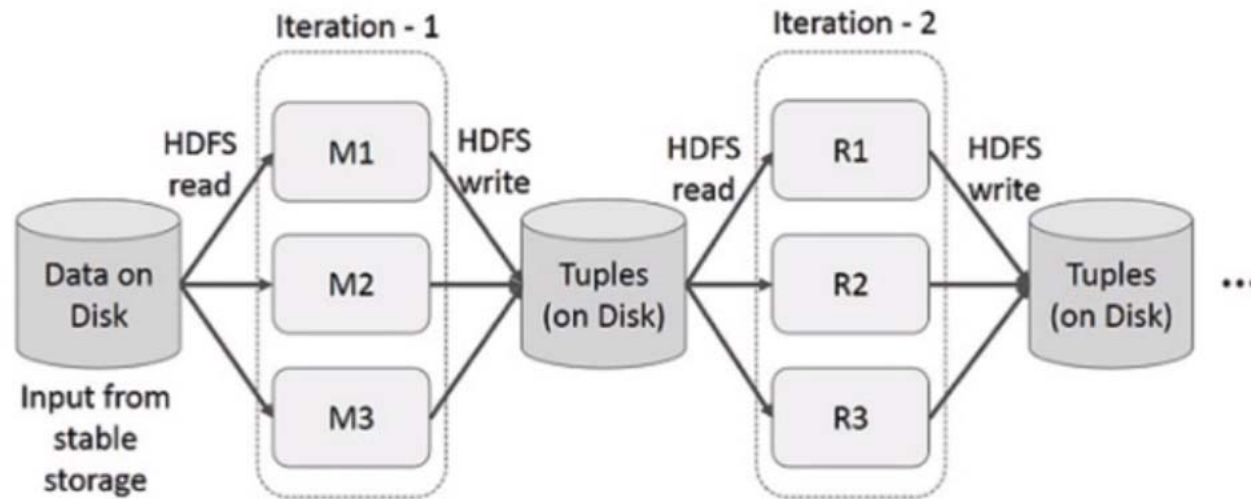 Iteration - 1
Iteration - 2
HDFS
read
M1
HDFS
write
HDFS
read
R1
HDFS
write
Data on
Disk
M2
Tuples
(on Disk)
R2
Tuples
(on Disk)
...
Input from
stable
storage
M3
R3